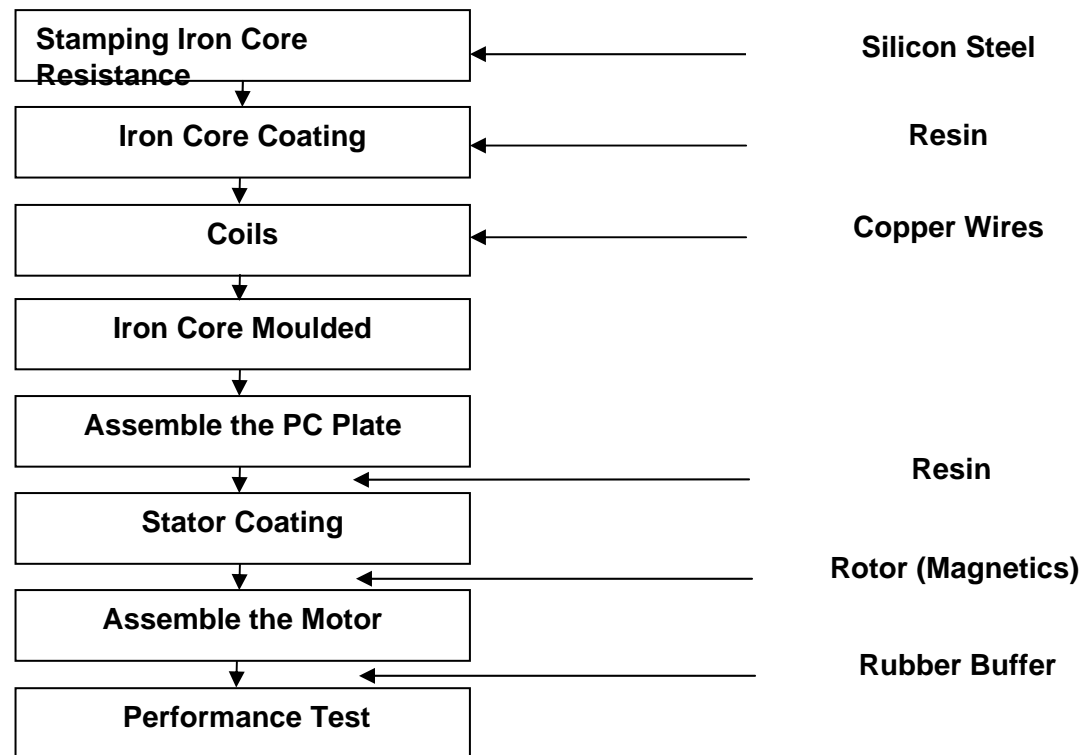 Stamping Iron Core
Resistance
Silicon Steel
Iron Core Coating
Resin
Coils
Copper Wires
Iron Core Moulded
Assemble the PC Plate
Resin
Stator Coating
Rotor (Magnetics)
Assemble the Motor
Rubber Buffer
Performance Test